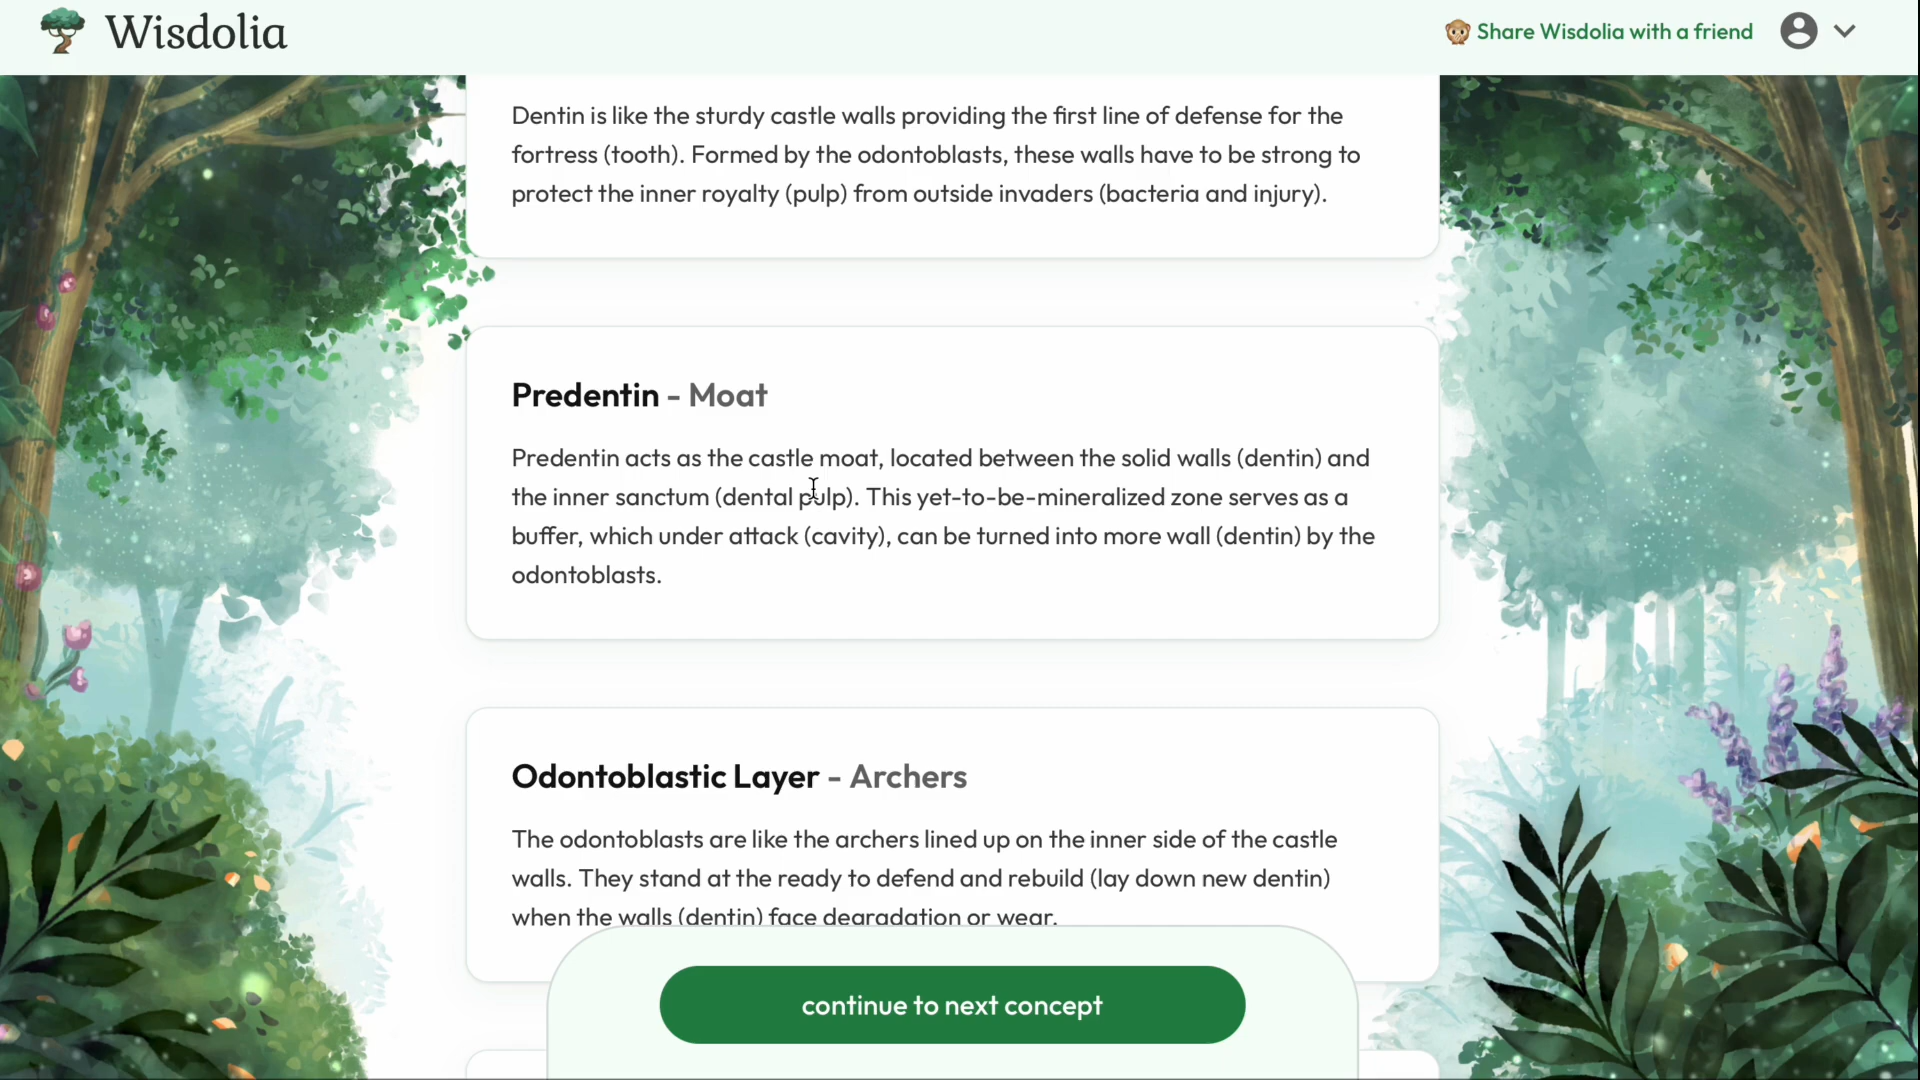 Wisdolia
Share Wisdolia with a friend
Dentin is like the sturdy castle walls providing the first line of defense for the
fortress (tooth). Formed by the odontoblasts, these walls have to be strong to
protect the inner royalty (pulp) from outside invaders (bacteria and injury).
Predentin - Moat
Predentin acts as the castle moat, located between the solid walls (dentin) and
the inner sanctum (dental pulp). This yet-to-be-mineralized zone serves as a
buffer, which under attack (cavity), can be turned into more wall (dentin) by the
odontoblasts.
Odontoblastic Layer - Archers
The odontoblasts are like the archers lined up on the inner side of the castle
walls. They stand at the ready to defend and rebuild (lay down new dentin)
when the walls (dentin) face degradation or wear.
continue to next concept